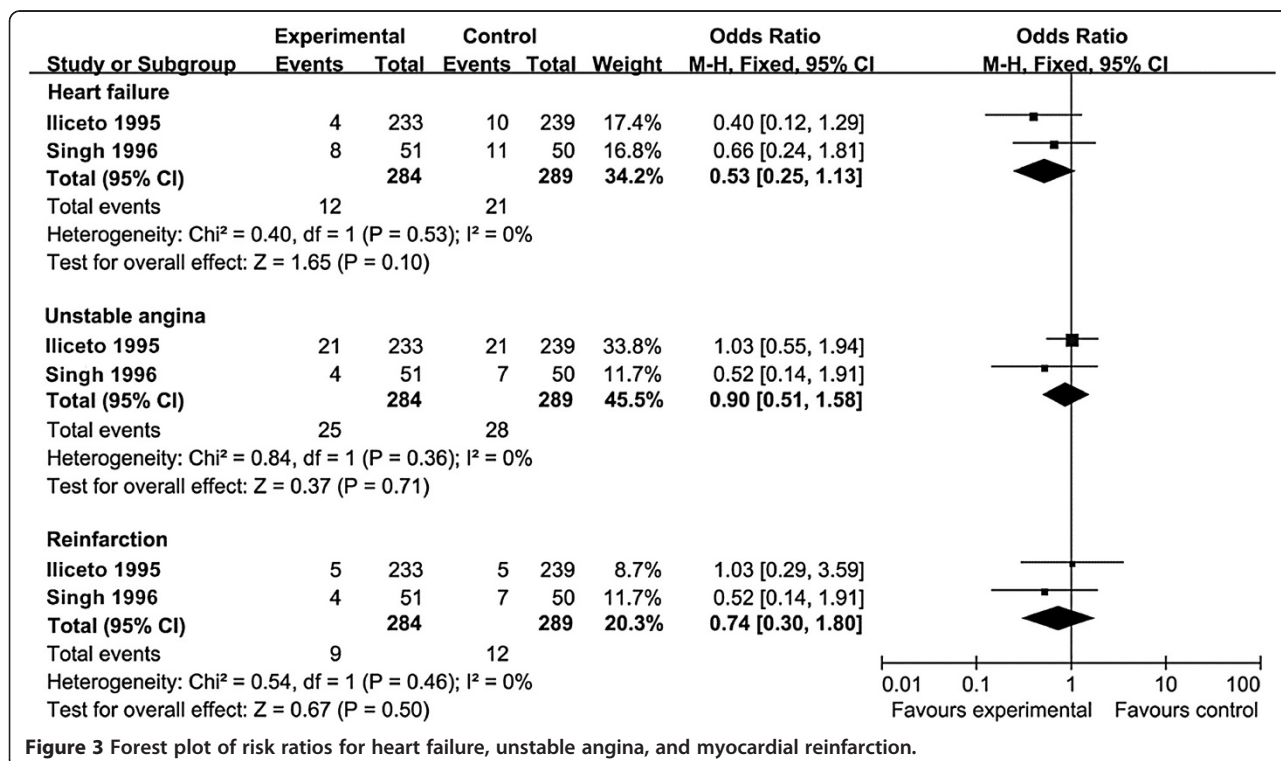 Experimental Control Odds Ratio Odds Ratio
Study or Subgroup Events Total Events Total Weight M-H, Fixed, 95% CI M-H, Fixed, 95% CI
Heart failure
Iliceto 1995 4 233 10 239 17.4% 0.40 [0.12, 1.29]
Singh 1996 8 51 11 50 16.8% 0.66 [0.24, 1.81]
Total (95% CI) 284 289 34.2% 0.53 [0.25, 1.13]
Total events 12 21
Heterogeneity: Chi² = 0.40, df = 1 (P = 0.53); I² = 0%
Test for overall effect: Z = 1.65 (P = 0.10)
Unstable angina
Iliceto 1995 21 233 21 239 33.8% 1.03 [0.55, 1.94]
Singh 1996 4 51 7 50 11.7% 0.52 [0.14, 1.91]
Total (95% CI) 284 289 45.5% 0.90 [0.51, 1.58]
Total events 25 28
Heterogeneity: Chi² = 0.84, df = 1 (P = 0.36); I² = 0%
Test for overall effect: Z = 0.37 (P = 0.71)
Reinfarction
Iliceto 1995 5 233 5 239 8.7% 1.03 [0.29, 3.59]
Singh 1996 4 51 7 50 11.7% 0.52 [0.14, 1.91]
Total (95% CI) 284 289 20.3% 0.74 [0.30, 1.80]
Total events 9 12
Heterogeneity: Chi² = 0.54, df = 1 (P = 0.46); I² = 0%
Test for overall effect: Z = 0.67 (P = 0.50)
0.01 0.1 1 10 100
Favours experimental Favours control
Figure 3 Forest plot of risk ratios for heart failure, unstable angina, and myocardial reinfarction.